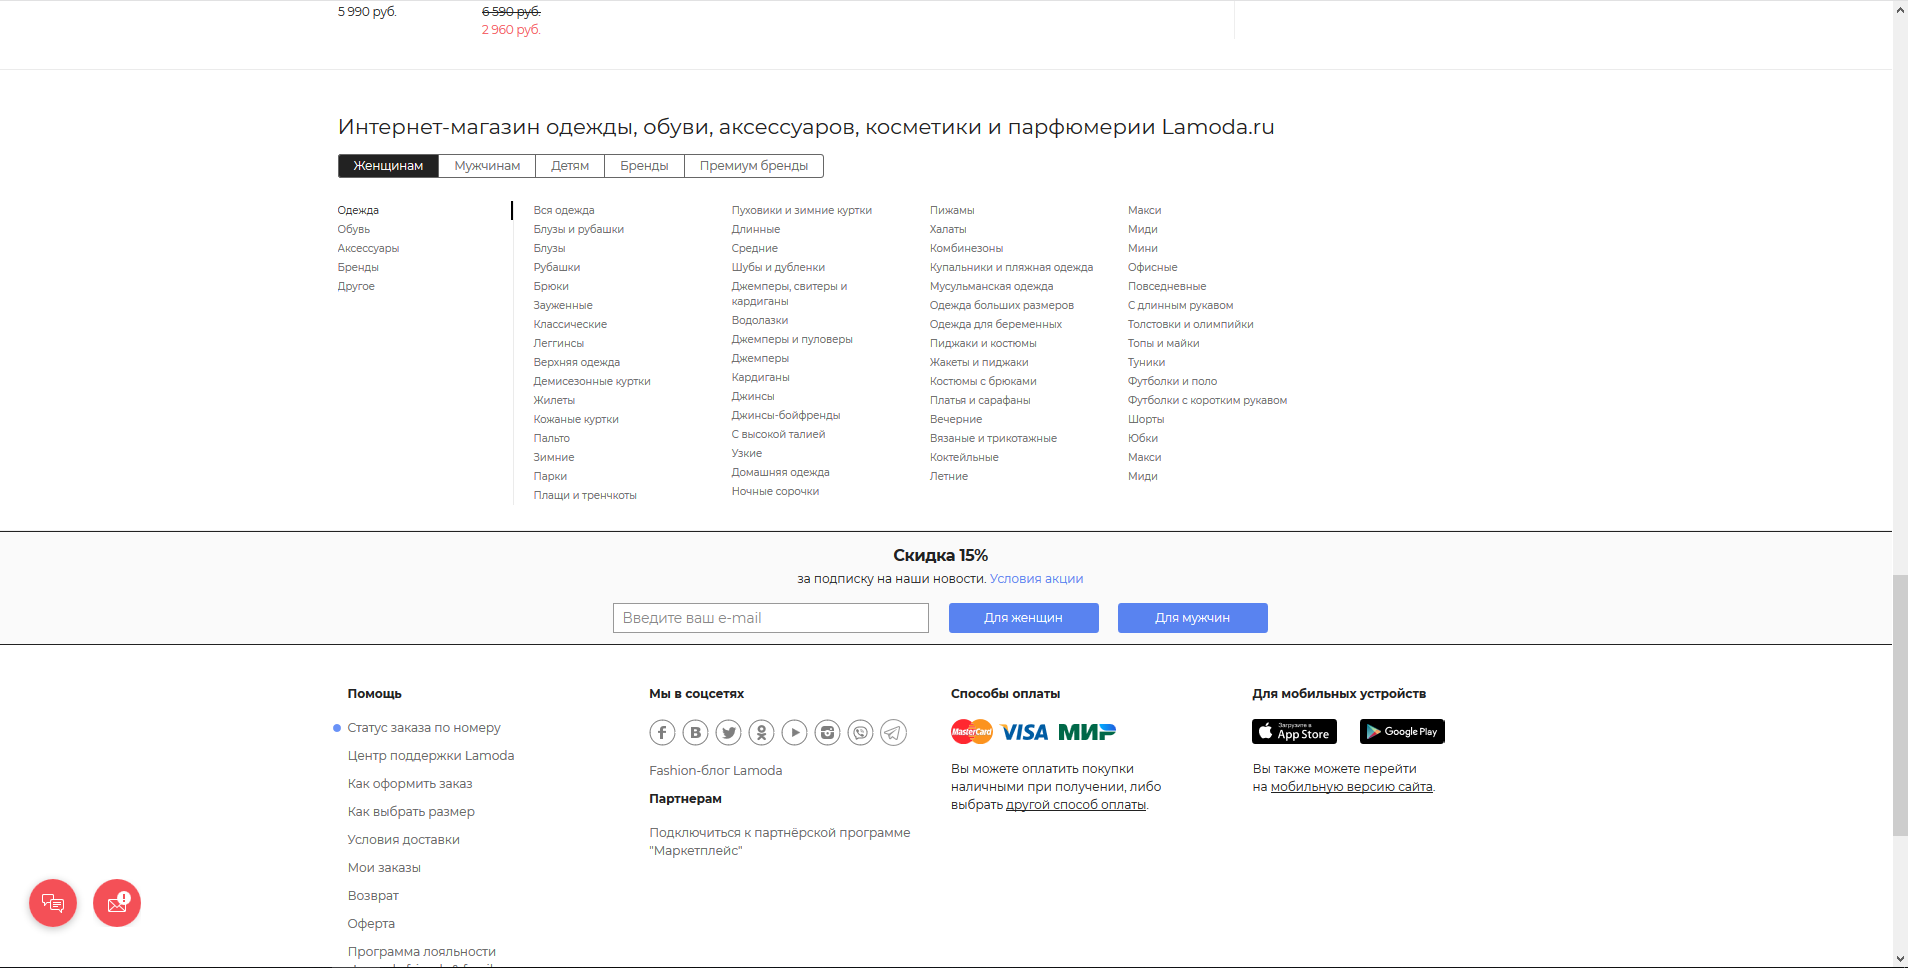 5 990 руб.
6 590 руб.
2 960 руб.
Интернет-магазин одежды, обуви, аксессуаров, косметики и парфюмерии Lamoda.ru
Женщинам
Мужчинам
Детям
Бренды
Премиум бренды
Одежда
Обувь
Аксессуары
Бренды
Другое
Вся одежда
Блузы и рубашки
Блузы
Рубашки
Брюки
Зауженные
Классические
Леггинсы
Верхняя одежда
Демисезонные куртки
Жилеты
Кожаные куртки
Пальто
Зимние
Парки
Плащи и тренчкоты
Пуховики и зимние куртки
Длинные
Средние
Шубы и дубленки
Джемперы, свитеры и
кардиганы
Водолазки
Джемперы и пуловеры
Джемперы
Кардиганы
Джинсы
Джинсы-бойфренды
С высокой талией
Узкие
Домашняя одежда
Ночные сорочки
Пижамы
Халаты
Комбинезоны
Купальники и пляжная одежда
Мусульманская одежда
Одежда больших размеров
Одежда для беременных
Пиджаки и костюмы
Жакеты и пиджаки
Костюмы с брюками
Платья и сарафаны
Вечерние
Вязаные и трикотажные
Коктейльные
Летние
Макси
Миди
Мини
Офисные
Повседневные
С длинным рукавом
Толстовки и олимпийки
Топы и майки
Туники
Футболки и поло
Футболки с коротким рукавом
Шорты
Юбки
Макси
Миди
Скидка 15%
за подписку на наши новости. Условия акции
Введите ваш e-mail
Для женщин
Для мужчин
Помощь
Статус заказа по номеру
Центр поддержки Lamoda
Как оформить заказ
Как выбрать размер
Условия доставки
Мои заказы
Возврат
Оферта
Программа лояльности
Мы в соцсетях
Fashion-блог Lamoda
Партнерам
Подключиться к партнёрской программе
"Маркетплейс"
Способы оплаты
MasterCard VISA МИР
Вы можете оплатить покупки
наличными при получении, либо
выбрать другой способ оплаты.
Для мобильных устройств
Загрузите в
App Store
Google Play
Вы также можете перейти
на мобильную версию сайта.